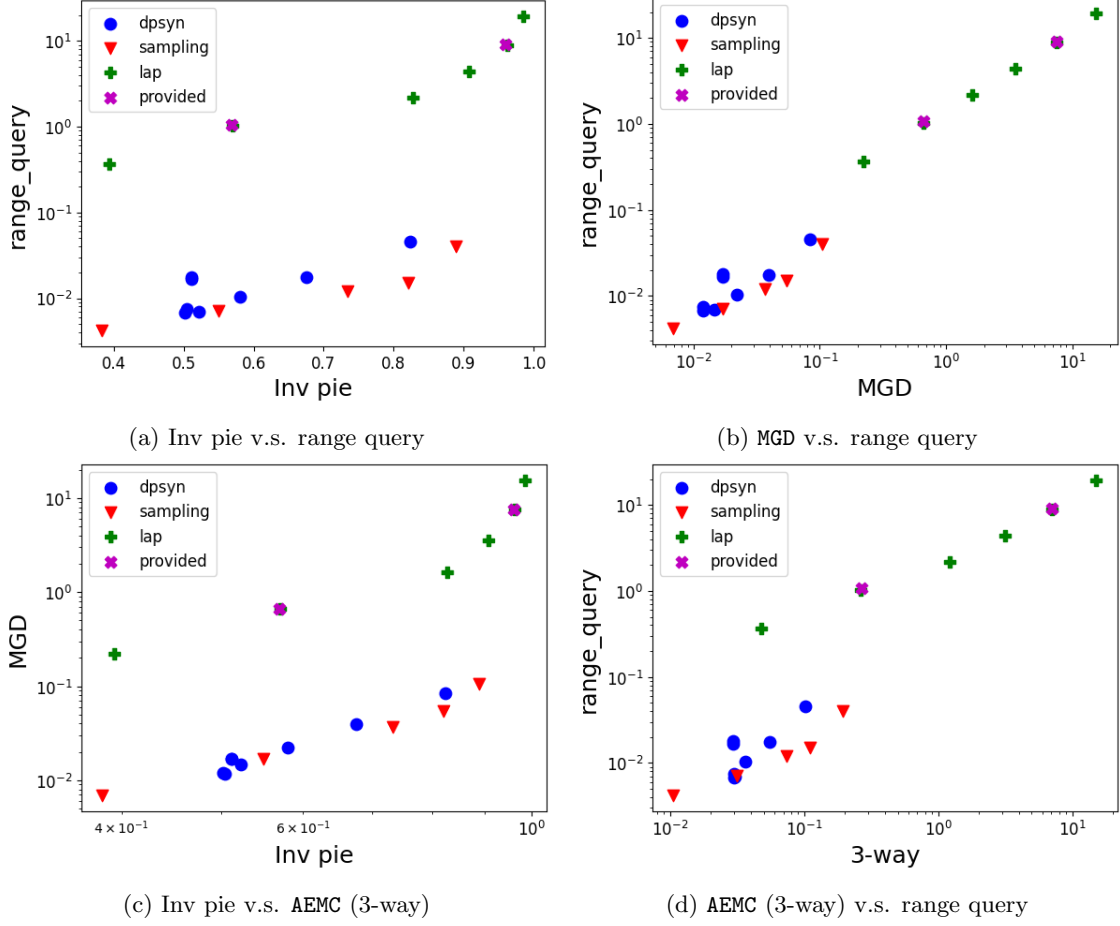 dpsyn
sampling
lap
provided
range_query
10^1
10^0
10^{-1}
10^{-2}
0.4 0.5 0.6 0.7 0.8 0.9 1.0
Inv pie
(a) Inv pie v.s. range query
dpsyn
sampling
lap
provided
range_query
10^1
10^0
10^{-1}
10^{-2}
10^{-2} 10^{-1} 10^0 10^1
MGD
(b) MGD v.s. range query
dpsyn
sampling
lap
provided
MGD
10^1
10^0
10^{-1}
10^{-2}
4 × 10^{-1} 6 × 10^{-1} 10^0
Inv pie
(c) Inv pie v.s. AEMC (3-way)
dpsyn
sampling
lap
provided
range_query
10^1
10^0
10^{-1}
10^{-2}
10^{-2} 10^{-1} 10^0 10^1
3-way
(d) AEMC (3-way) v.s. range query